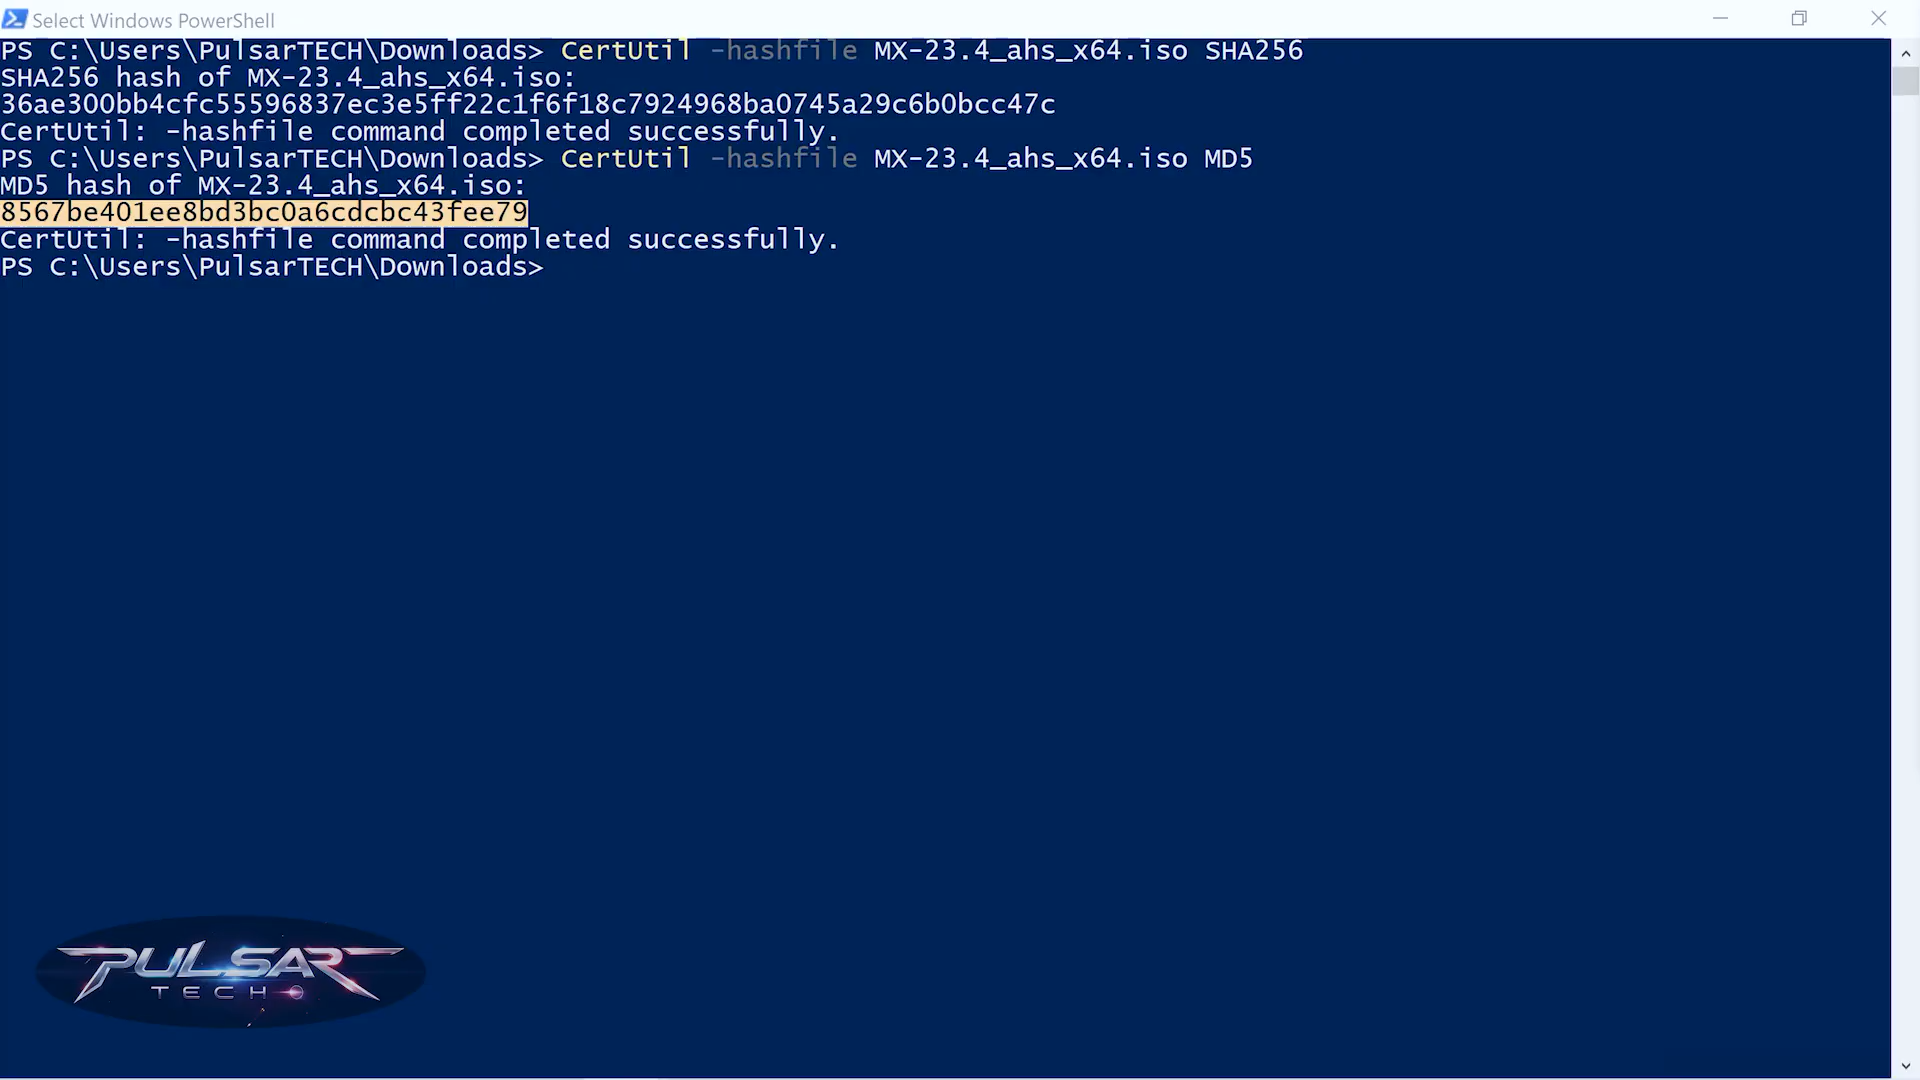 Select Windows PowerShell
PS C:\Users\PulsarTECH\Downloads> CertUtil -hashfile MX-23.4_ahs_x64.iso SHA256
SHA256 hash of MX-23.4_ahs_x64.iso:
36ae300bb4cfc55596837ec3e5ff22c1f6f18c7924968ba0745a29c6b0bcc47c
CertUtil: -hashfile command completed successfully.
PS C:\Users\PulsarTECH\Downloads> CertUtil -hashfile MX-23.4_ahs_x64.iso MD5
MD5 hash of MX-23.4_ahs_x64.iso:
8567be401ee8bd3bc0a6cdcbc43fee79
CertUtil: -hashfile command completed successfully.
PS C:\Users\PulsarTECH\Downloads>
PULSAR
TECH